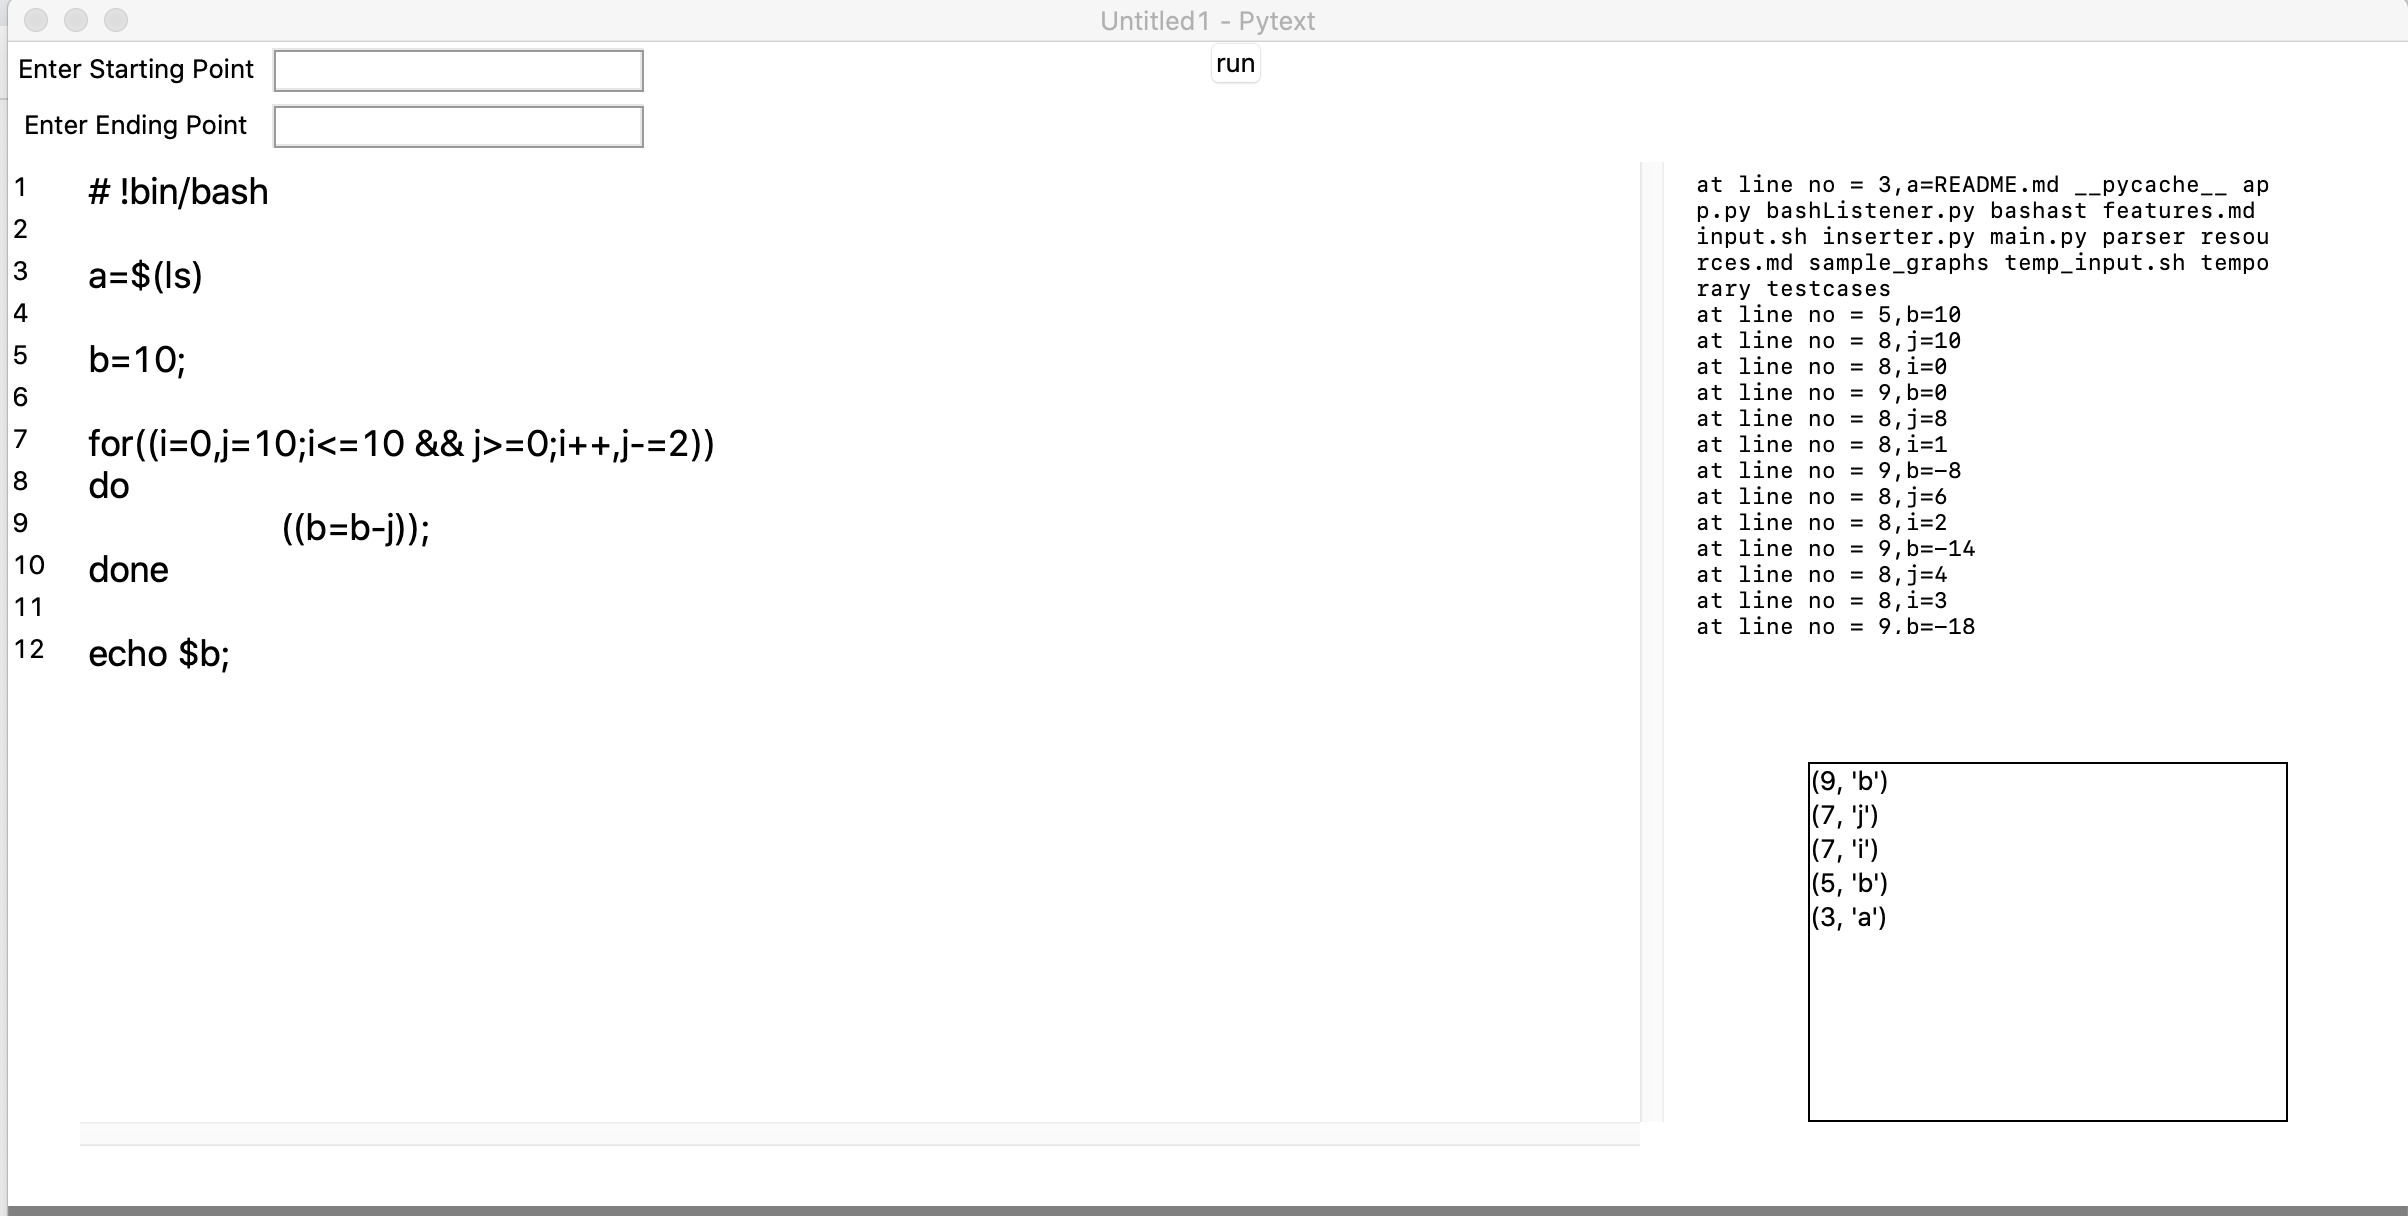 Untitled1 - Pytext
Enter Starting Point
run
Enter Ending Point
1 # !bin/bash
2
3 a=$(ls)
4
5 b=10;
6
7 for((i=0,j=10;i<=10 && j>=0;i++,j-=2))
8 do
9 ((b=b-j));
10 done
11
12 echo $b;
at line no = 3,a=README.md __pycache__ ap
p.py bashListener.py bashast features.md
input.sh inserter.py main.py parser resou
rces.md sample_graphs temp_input.sh tempo
rary testcases
at line no = 5,b=10
at line no = 8,j=10
at line no = 8,i=0
at line no = 9,b=0
at line no = 8,j=8
at line no = 8,i=1
at line no = 9,b=-8
at line no = 8,j=6
at line no = 8,i=2
at line no = 9,b=-14
at line no = 8,j=4
at line no = 8,i=3
at line no = 9,b=-18
(9, 'b')
(7, 'j')
(7, 'i')
(5, 'b')
(3, 'a')